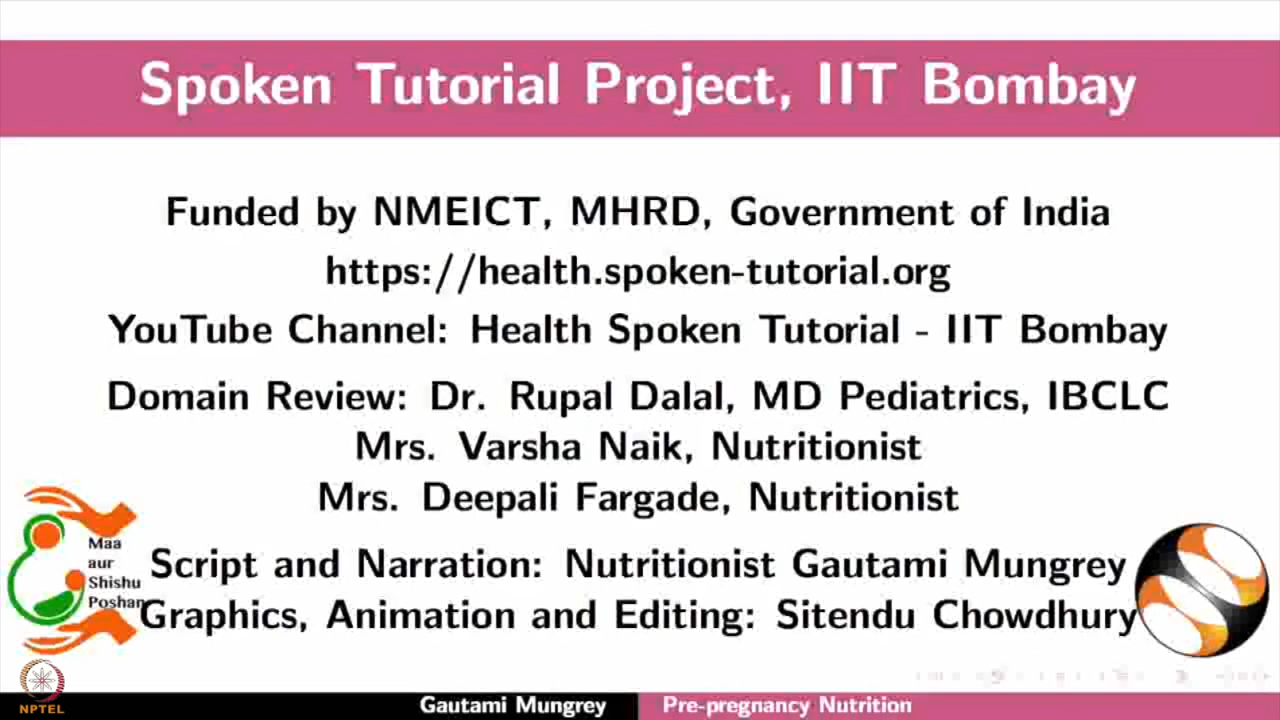 Spoken Tutorial Project, IIT Bombay
Funded by NMEICT, MHRD, Government of India
https://health.spoken-tutorial.org
YouTube Channel: Health Spoken Tutorial - IIT Bombay
Domain Review: Dr. Rupal Dalal, MD Pediatrics, IBCLC
Mrs. Varsha Naik, Nutritionist
Mrs. Deepali Fargade, Nutritionist
Maa
aur
Shishu
Poshan
Script and Narration: Nutritionist Gautami Mungrey
Graphics, Animation and Editing: Sitendu Chowdhury
NPTEL
Gautami Mungrey
Pre-pregnancy Nutrition